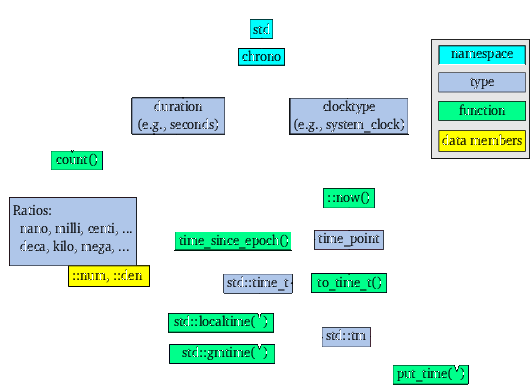 std
chrono
namespace
type
function
data members
duration
(e.g., seconds)
clocktype
(e.g., system_clock)
count()
::now()
Ratios:
nano, milli, centi, ...
deca, kilo, mega, ...
time_since_epoch()
time_point
::num, ::den
std::time_t
to_time_t()
std::localtime(*)
std::gmtime(*)
std::tm
put_time(*)